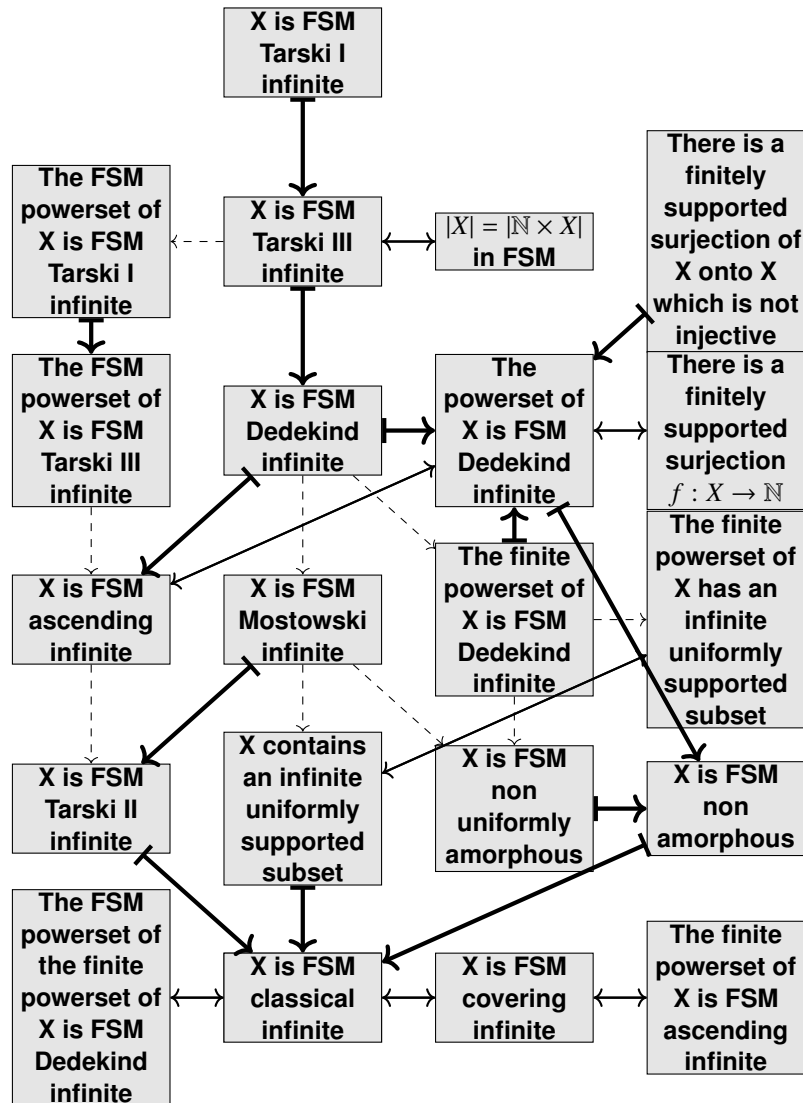 X is FSM
Tarski I
infinite
The FSM
powerset of
X is FSM
Tarski I
infinite
X is FSM
Tarski III
infinite
|X| = |ℕ × X|
in FSM
There is a
finitely
supported
surjection of
X onto X
which is not
injective
The FSM
powerset of
X is FSM
Tarski III
infinite
X is FSM
Dedekind
infinite
The
powerset of
X is FSM
Dedekind
infinite
There is a
finitely
supported
surjection
f : X → ℕ
X is FSM
ascending
infinite
X is FSM
Mostowski
infinite
The finite
powerset of
X is FSM
Dedekind
infinite
The finite
powerset of
X has an
infinite
uniformly
supported
subset
X is FSM
Tarski II
infinite
X contains
an infinite
uniformly
supported
subset
X is FSM
non
uniformly
amorphous
X is FSM
non
amorphous
The FSM
powerset of
the finite
powerset of
X is FSM
Dedekind
infinite
X is FSM
classical
infinite
X is FSM
covering
infinite
The finite
powerset of
X is FSM
ascending
infinite